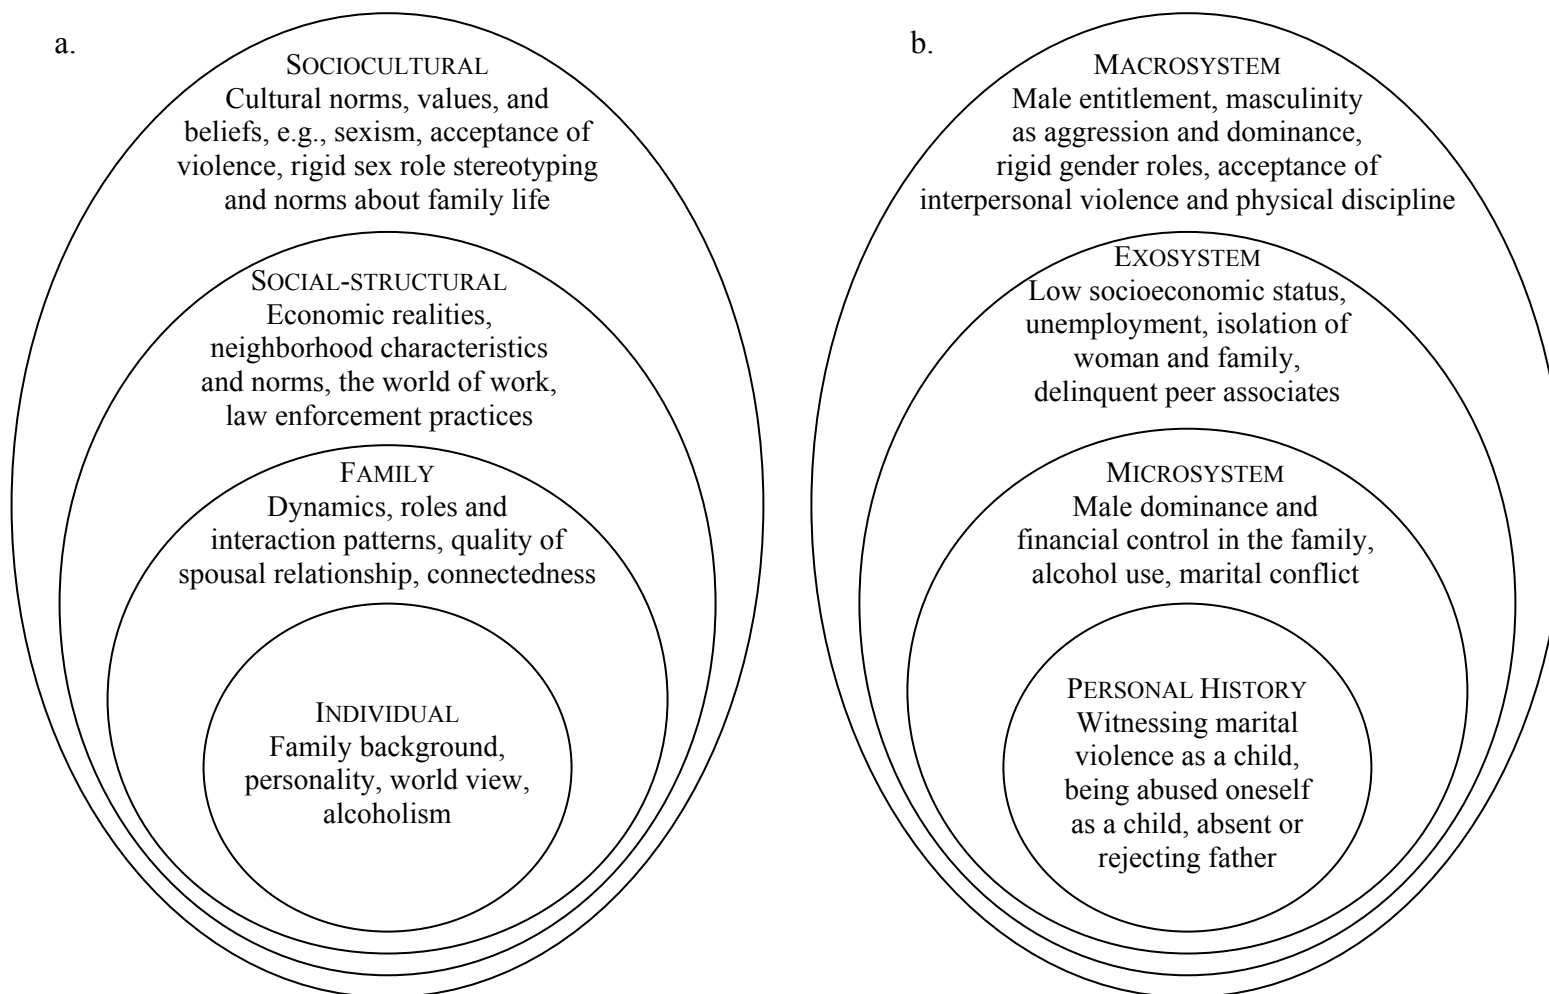 a.
SOCIOCULTURAL
Cultural norms, values, and
beliefs, e.g., sexism, acceptance of
violence, rigid sex role stereotyping
and norms about family life
SOCIAL-STRUCTURAL
Economic realities,
neighborhood characteristics
and norms, the world of work,
law enforcement practices
FAMILY
Dynamics, roles and
interaction patterns, quality of
spousal relationship, connectedness
INDIVIDUAL
Family background,
personality, world view,
alcoholism
b.
MACROSYSTEM
Male entitlement, masculinity
as aggression and dominance,
rigid gender roles, acceptance of
interpersonal violence and physical discipline
EXOSYSTEM
Low socioeconomic status,
unemployment, isolation of
woman and family,
delinquent peer associates
MICROSYSTEM
Male dominance and
financial control in the family,
alcohol use, marital conflict
PERSONAL HISTORY
Witnessing marital
violence as a child,
being abused oneself
as a child, absent or
rejecting father